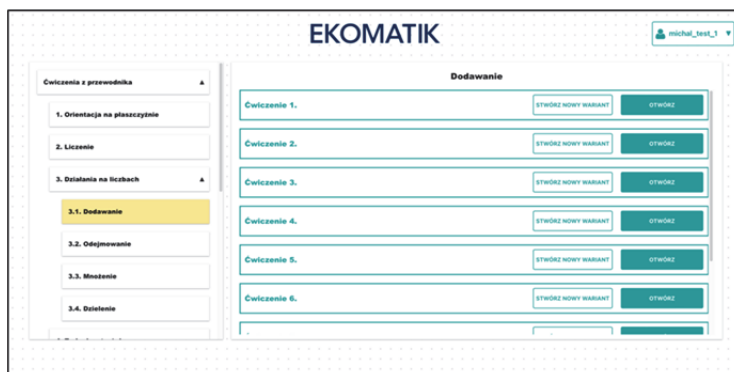 EKOMATIK
michal_test_1
Ćwiczenia z przewodnika
1. Orientacja na płaszczyźnie
2. Liczenie
3. Działania na liczbach
3.1. Dodawanie
3.2. Odejmowanie
3.3. Mnożenie
3.4. Dzielenie
Dodawanie
Ćwiczenie 1. STWÓRZ NOWY WARIANT OTWÓRZ
Ćwiczenie 2. STWÓRZ NOWY WARIANT OTWÓRZ
Ćwiczenie 3. STWÓRZ NOWY WARIANT OTWÓRZ
Ćwiczenie 4. STWÓRZ NOWY WARIANT OTWÓRZ
Ćwiczenie 5. STWÓRZ NOWY WARIANT OTWÓRZ
Ćwiczenie 6. STWÓRZ NOWY WARIANT OTWÓRZ